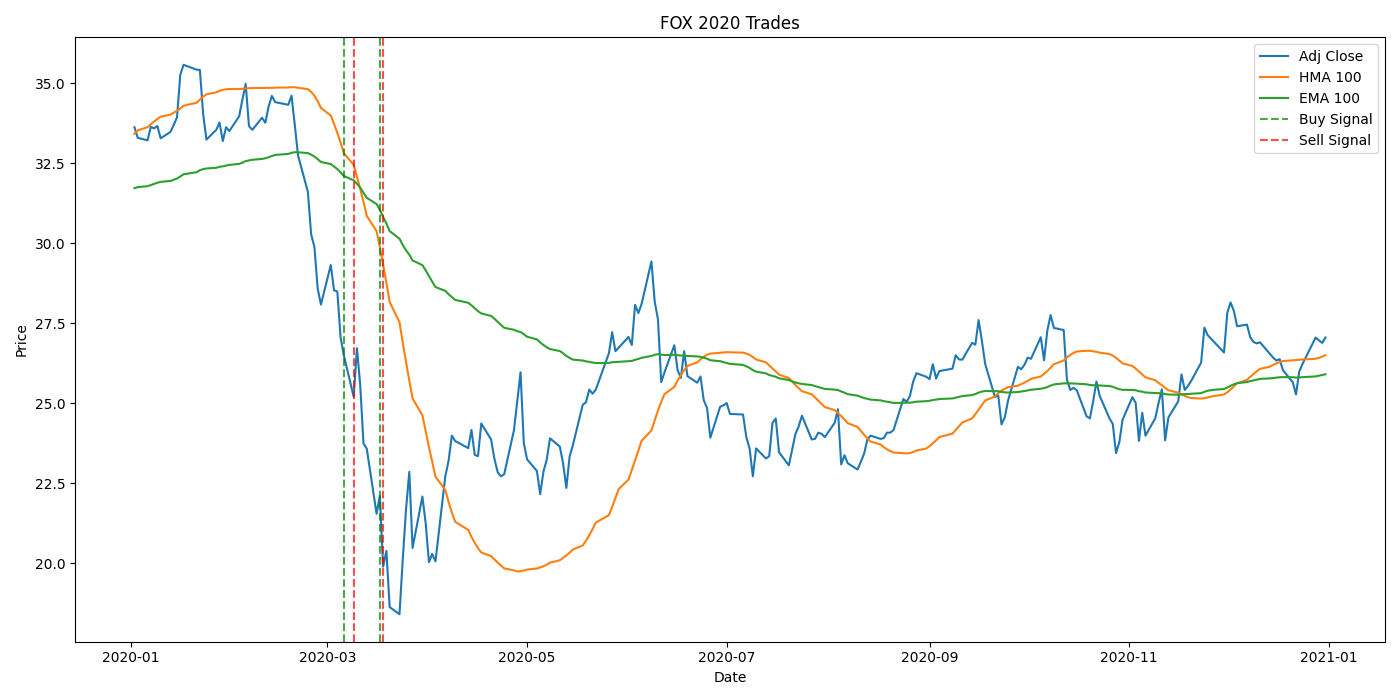 FOX 2020 Trades
Adj Close
HMA 100
EMA 100
Buy Signal
Sell Signal
Price
35.0
32.5
30.0
27.5
25.0
22.5
20.0
2020-01
2020-03
2020-05
2020-07
2020-09
2020-11
2021-01
Date